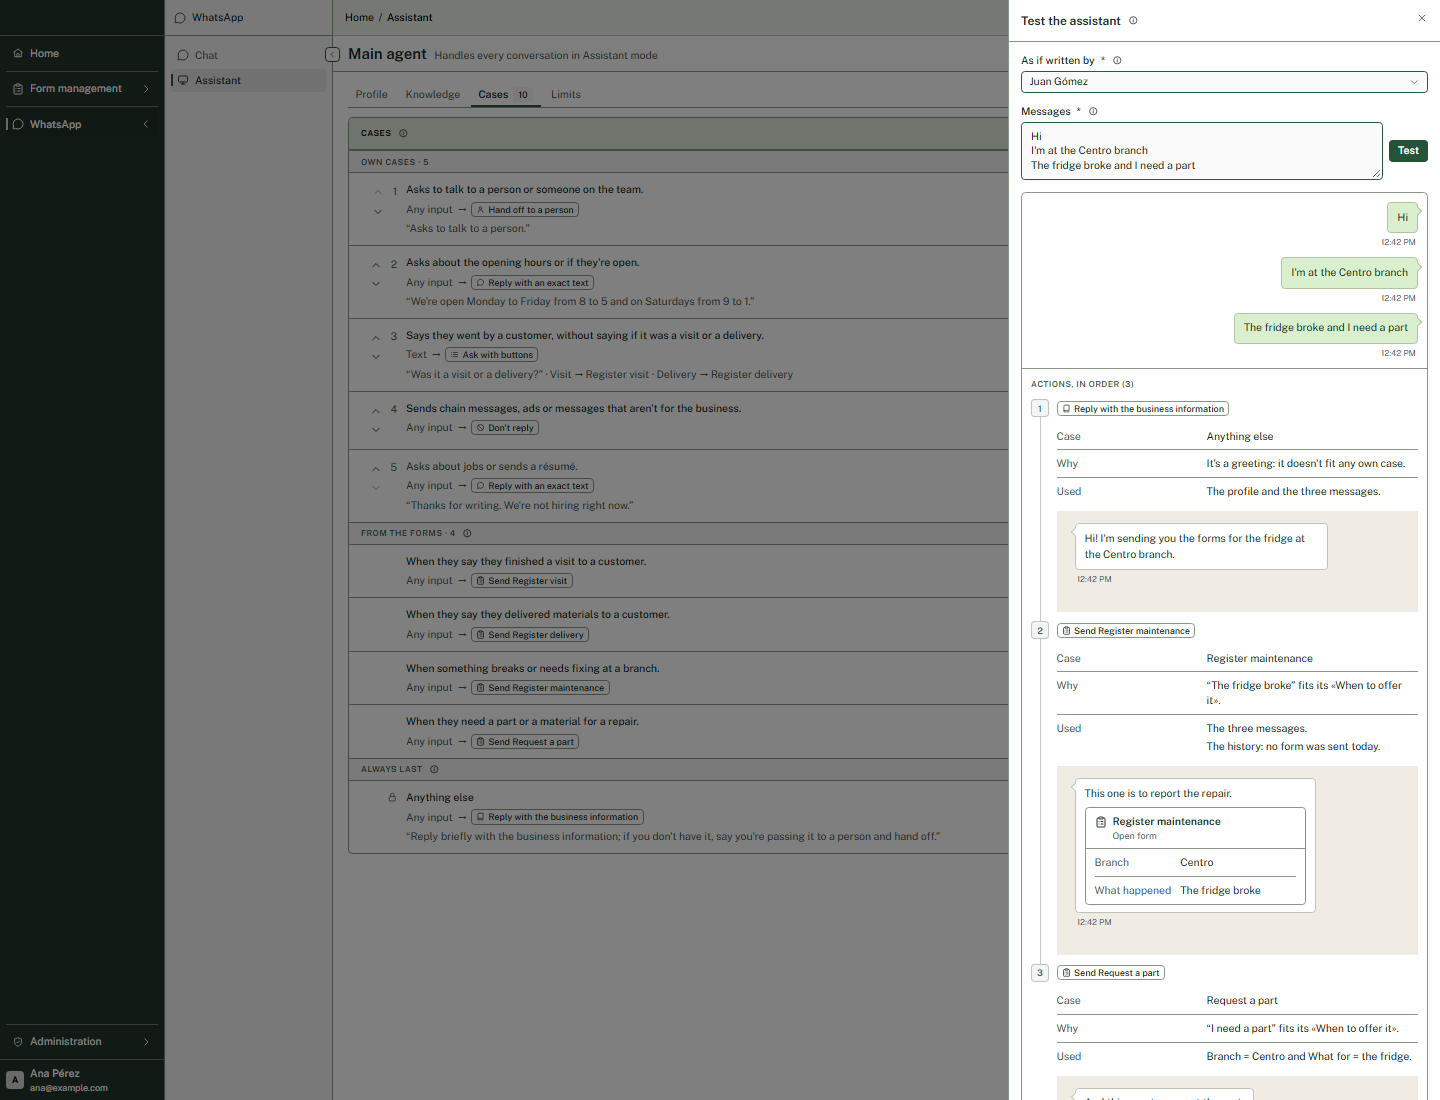 Home
Form management
WhatsApp
Administration
A
Ana Pérez
ana@example.com
WhatsApp
Chat
Assistant
Home / Assistant
Main agent
Handles every conversation in Assistant mode
Profile
Knowledge
Cases 10
Limits
CASES
OWN CASES · 5
1 Asks to talk to a person or someone on the team.
Any input → Hand off to a person
“Asks to talk to a person.”
2 Asks about the opening hours or if they're open.
Any input → Reply with an exact text
“We're open Monday to Friday from 8 to 5 and on Saturdays from 9 to 1.”
3 Says they went by a customer, without saying if it was a visit or a delivery.
Text → Ask with buttons
“Was it a visit or a delivery?” · Visit → Register visit · Delivery → Register delivery
4 Sends chain messages, ads or messages that aren't for the business.
Any input → Don't reply
5 Asks about jobs or sends a résumé.
Any input → Reply with an exact text
“Thanks for writing. We're not hiring right now.”
FROM THE FORMS · 4
When they say they finished a visit to a customer.
Any input → Send Register visit
When they say they delivered materials to a customer.
Any input → Send Register delivery
When something breaks or needs fixing at a branch.
Any input → Send Register maintenance
When they need a part or a material for a repair.
Any input → Send Request a part
ALWAYS LAST
Anything else
Any input → Reply with the business information
“Reply briefly with the business information; if you don't have it, say you're passing it to a person and hand off.”
Test the assistant
As if written by *
Juan Gómez
Messages *
Hi
I'm at the Centro branch
The fridge broke and I need a part
Test
Hi
12:42 PM
I'm at the Centro branch
12:42 PM
The fridge broke and I need a part
12:42 PM
ACTIONS, IN ORDER (3)
1 Reply with the business information
Case Anything else
Why It's a greeting: it doesn't fit any own case.
Used The profile and the three messages.
Hi! I'm sending you the forms for the fridge at
the Centro branch.
12:42 PM
2 Send Register maintenance
Case Register maintenance
Why “The fridge broke” fits its «When to offer
it».
Used The three messages.
The history: no form was sent today.
This one is to report the repair.
Register maintenance
Open form
Branch Centro
What happened The fridge broke
12:42 PM
3 Send Request a part
Case Request a part
Why “I need a part” fits its «When to offer it».
Used Branch = Centro and What for = the fridge.